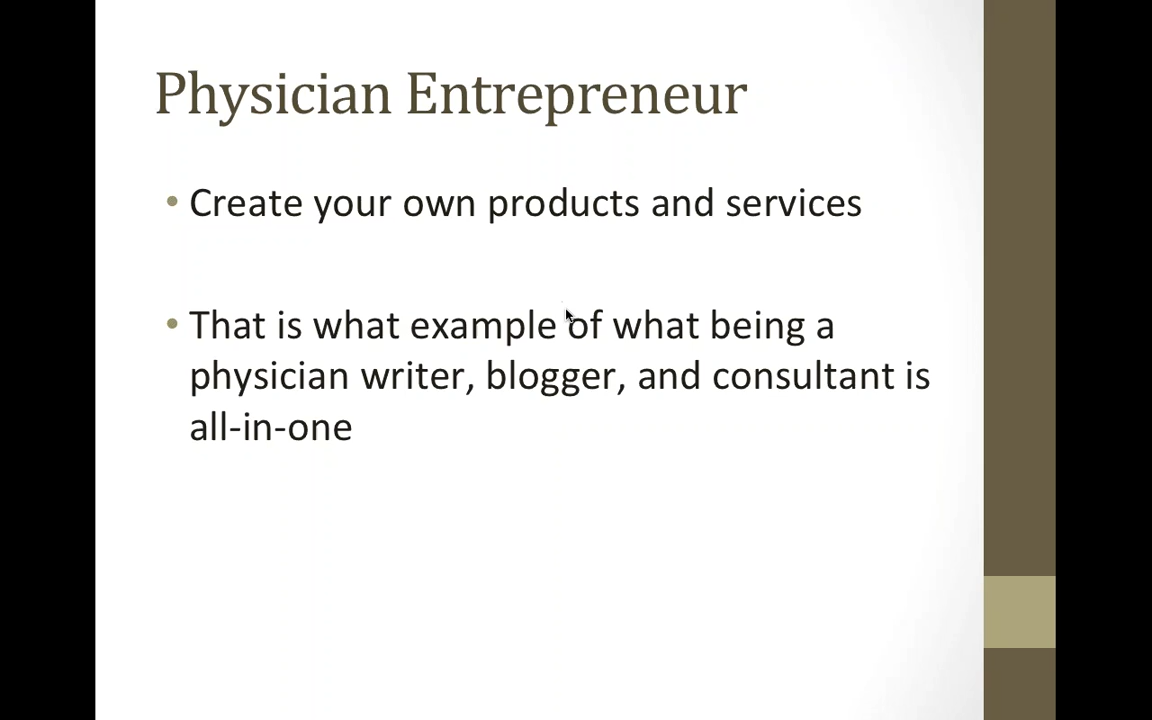 Physician Entrepreneur
• Create your own products and services
• That is what example of what being a
physician writer, blogger, and consultant is
all-in-one